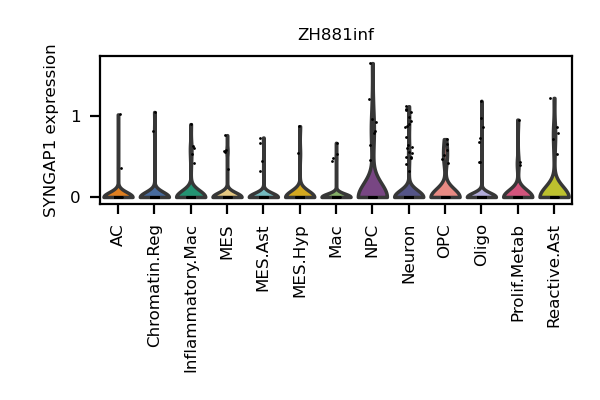 ZH881inf
SYNGAP1 expression
1
0
AC
Chromatin.Reg
Inflammatory.Mac
MES
MES.Ast
MES.Hyp
Mac
NPC
Neuron
OPC
Oligo
Prolif.Metab
Reactive.Ast